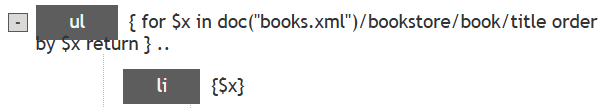 - ul { for $x in doc("books.xml")/bookstore/book/title order
by $x return } ..
li {$x}